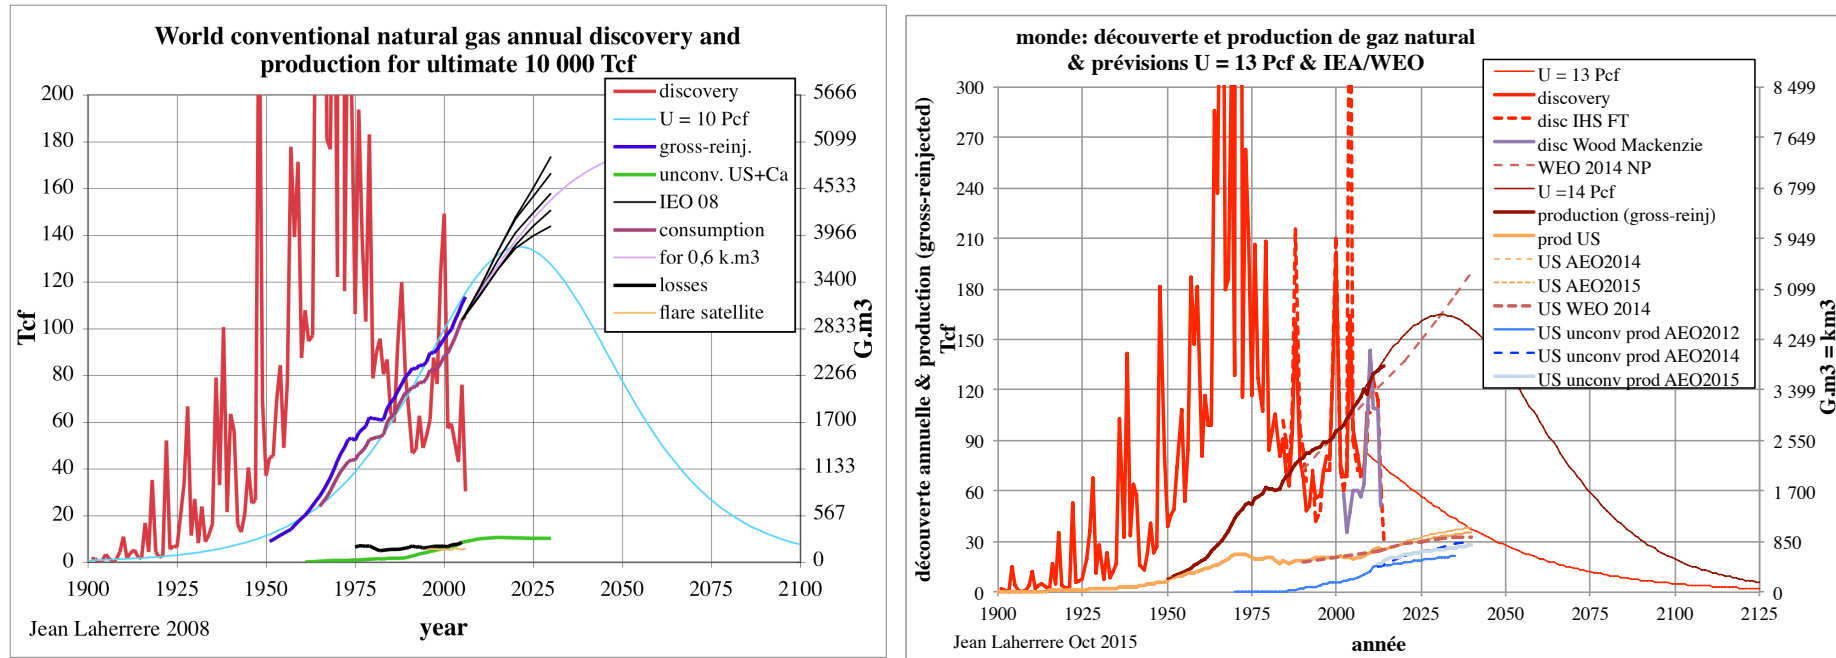 World conventional natural gas annual discovery and
production for ultimate 10 000 Tcf
discovery
U = 10 Pcf
gross-reinj.
unconv. US+Ca
IEO 08
consumption
for 0,6 k.m3
losses
flare satellite
200
180
160
140
120
100
80
60
40
20
0
Tcf
5666
5099
4533
3966
3400
2833
2266
1700
1133
567
0
G.m3
1900
1925
1950
1975
2000
2025
2050
2075
2100
Jean Laherrere 2008
year
monde: découverte et production de gaz natural
& prévisions U = 13 Pcf & IEA/WEO
U = 13 Pcf
discovery
disc IHS FT
disc Wood Mackenzie
WEO 2014 NP
U =14 Pcf
production (gross-reinj)
prod US
US AEO2014
US AEO2015
US WEO 2014
US unconv prod AEO2012
US unconv prod AEO2014
US unconv prod AEO2015
découverte annuelle & production (gross-reinjected)
Tcf
300
270
240
210
180
150
120
90
60
30
0
8 499
7 649
6 799
5 949
5 099
4 249
3 399
2 550
1 700
850
0
G.m3 = km3
1900
1925
1950
1975
2000
2025
2050
2075
2100
2125
Jean Laherrere Oct 2015
année